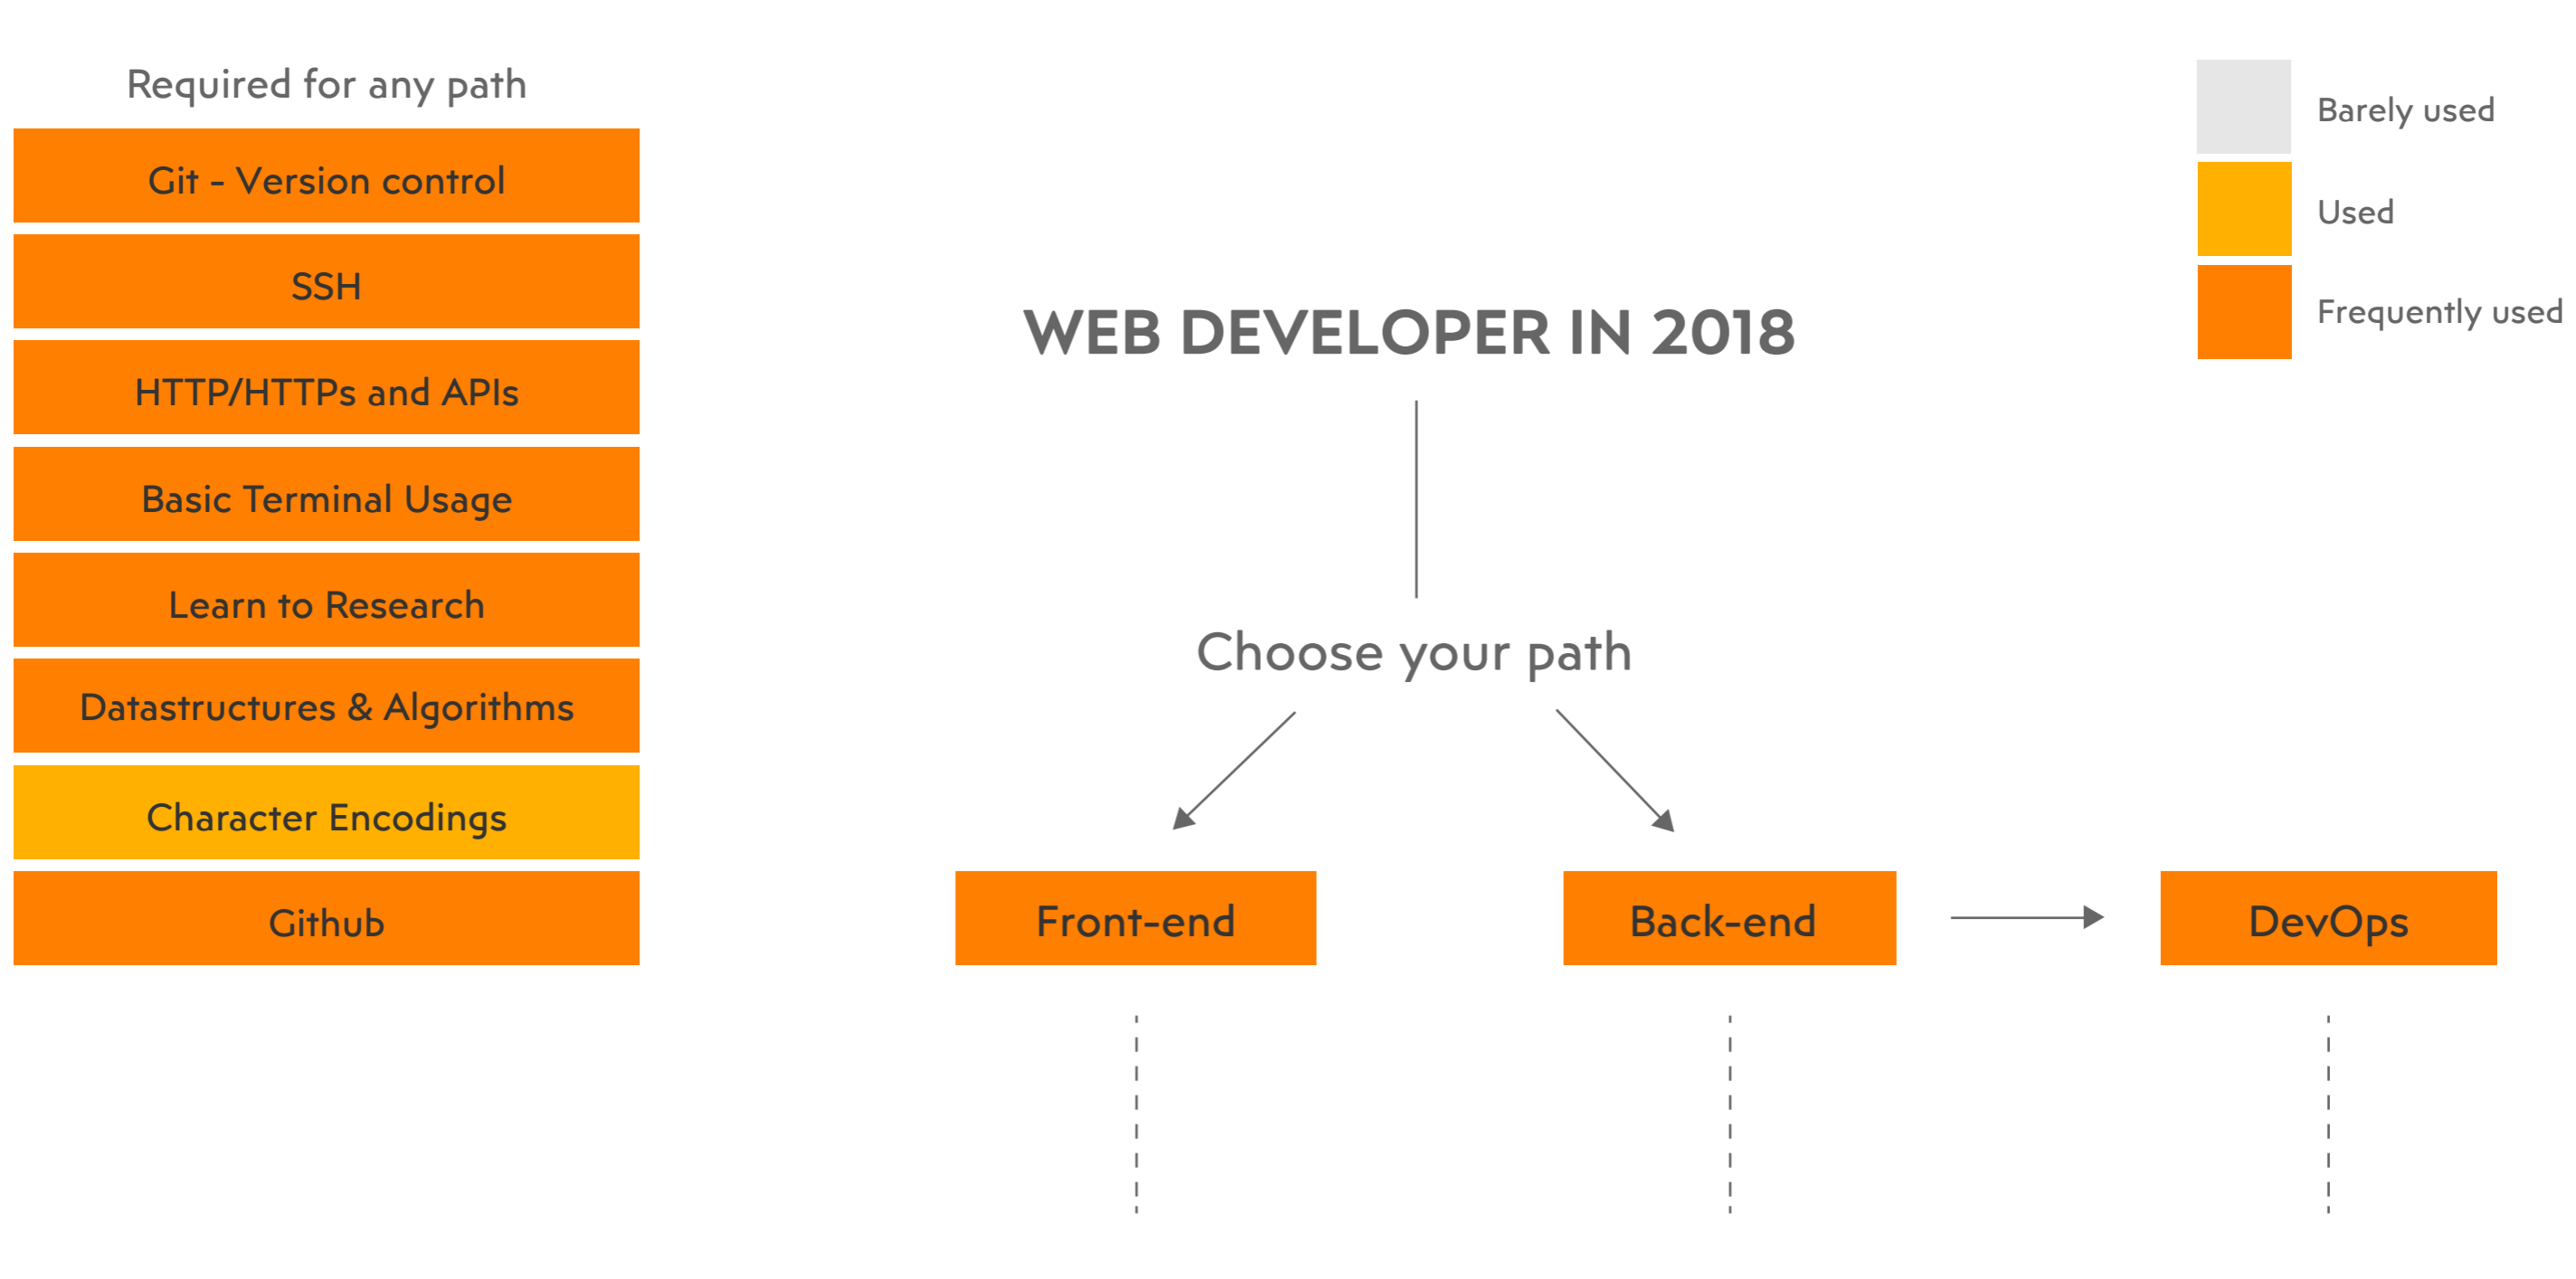 Required for any path
Git - Version control
SSH
HTTP/HTTPs and APIs
Basic Terminal Usage
Learn to Research
Datastructures & Algorithms
Character Encodings
Github
WEB DEVELOPER IN 2018
Choose your path
Front-end
Back-end
DevOps
Barely used
Used
Frequently used